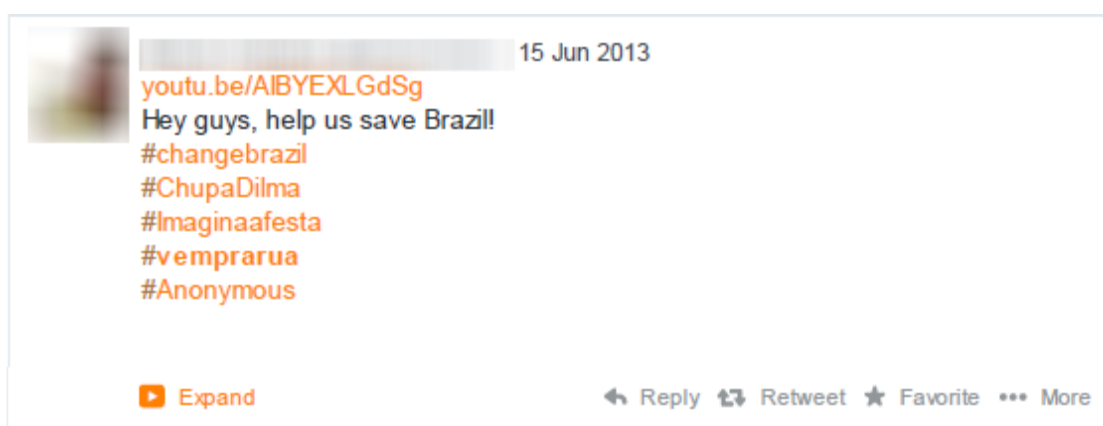 15 Jun 2013
youtu.be/AlBYEXLGdSg
Hey guys, help us save Brazil!
#changebrazil
#ChupaDilma
#Imaginaafesta
#vemprarua
#Anonymous
Expand Reply Retweet Favorite More